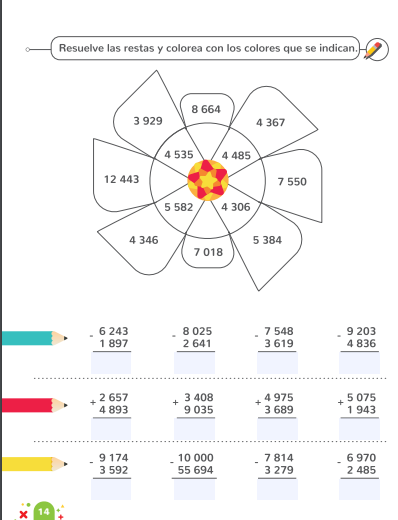 Resuelve las restas y colorea con los colores que se indican.
8 664
3 929
4 367
4 535
4 485
12 443
7 550
5 582
4 306
4 346
5 384
7 018
- 6 243
1 897
- 8 025
2 641
- 7 548
3 619
- 9 203
4 836
+ 2 657
4 893
+ 3 408
9 035
+ 4 975
3 689
+ 5 075
1 943
- 9 174
3 592
- 10 000
55 694
- 7 814
3 279
- 6 970
2 485
14